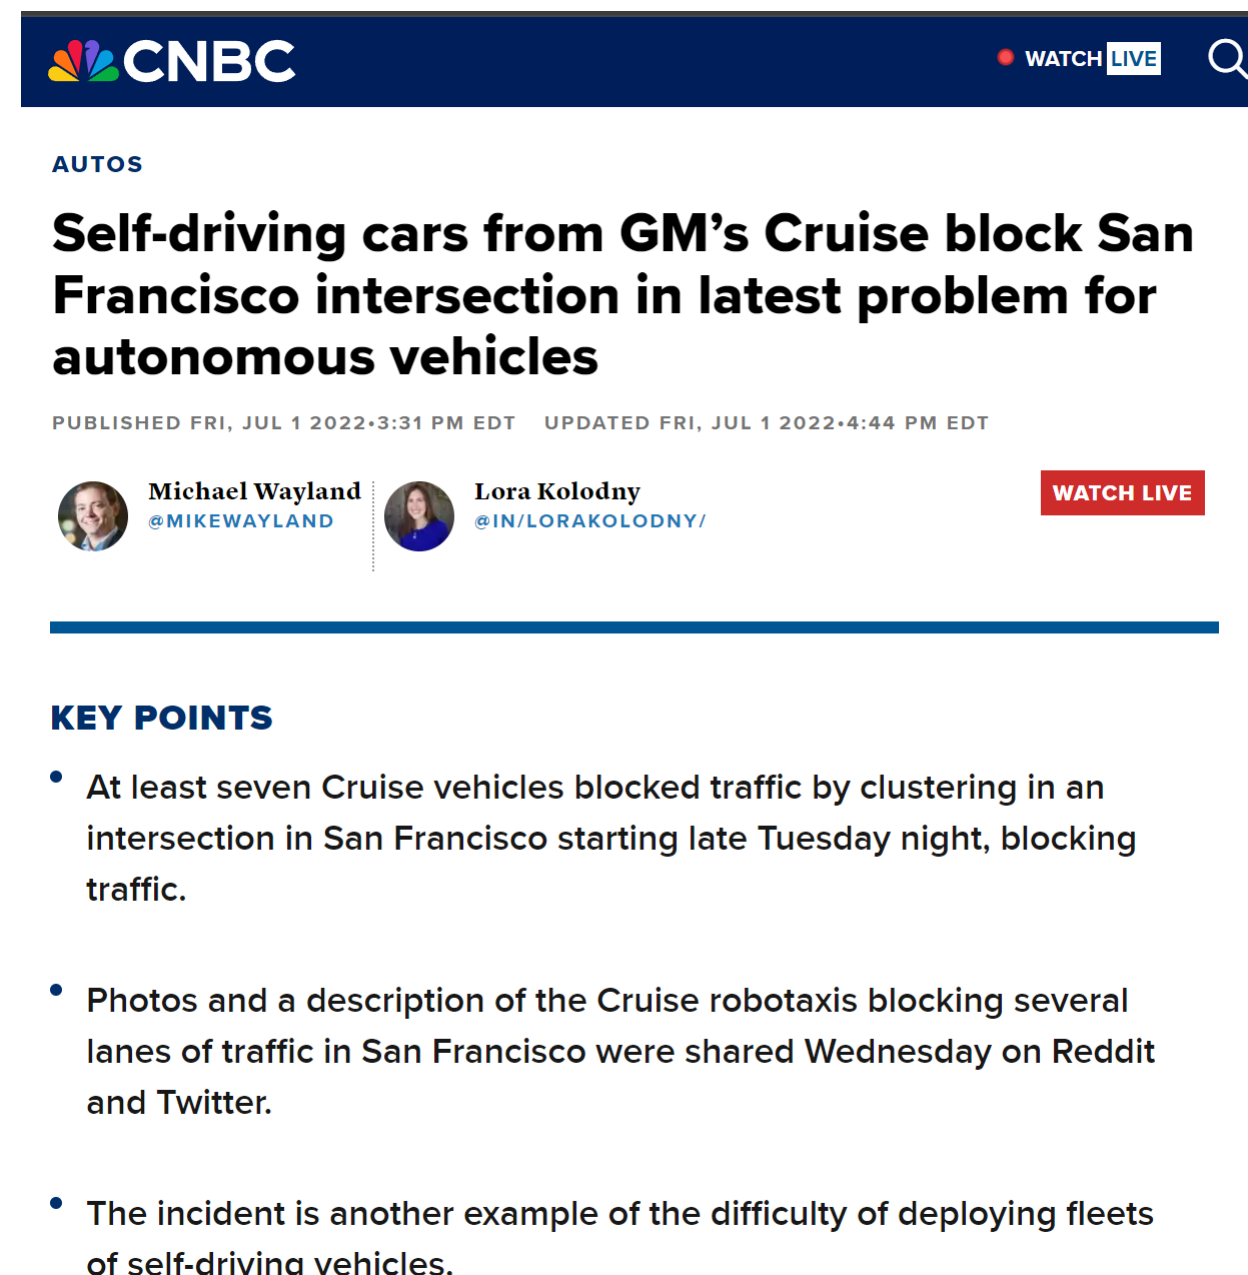 CNBC
WATCH LIVE
AUTOS
Self-driving cars from GM’s Cruise block San
Francisco intersection in latest problem for
autonomous vehicles
PUBLISHED FRI, JUL 1 2022•3:31 PM EDT UPDATED FRI, JUL 1 2022•4:44 PM EDT
Michael Wayland
@MIKEWAYLAND
Lora Kolodny
@IN/LORAKOLODNY/
WATCH LIVE
KEY POINTS
• At least seven Cruise vehicles blocked traffic by clustering in an
intersection in San Francisco starting late Tuesday night, blocking
traffic.
• Photos and a description of the Cruise robotaxis blocking several
lanes of traffic in San Francisco were shared Wednesday on Reddit
and Twitter.
• The incident is another example of the difficulty of deploying fleets
of self-driving vehicles.